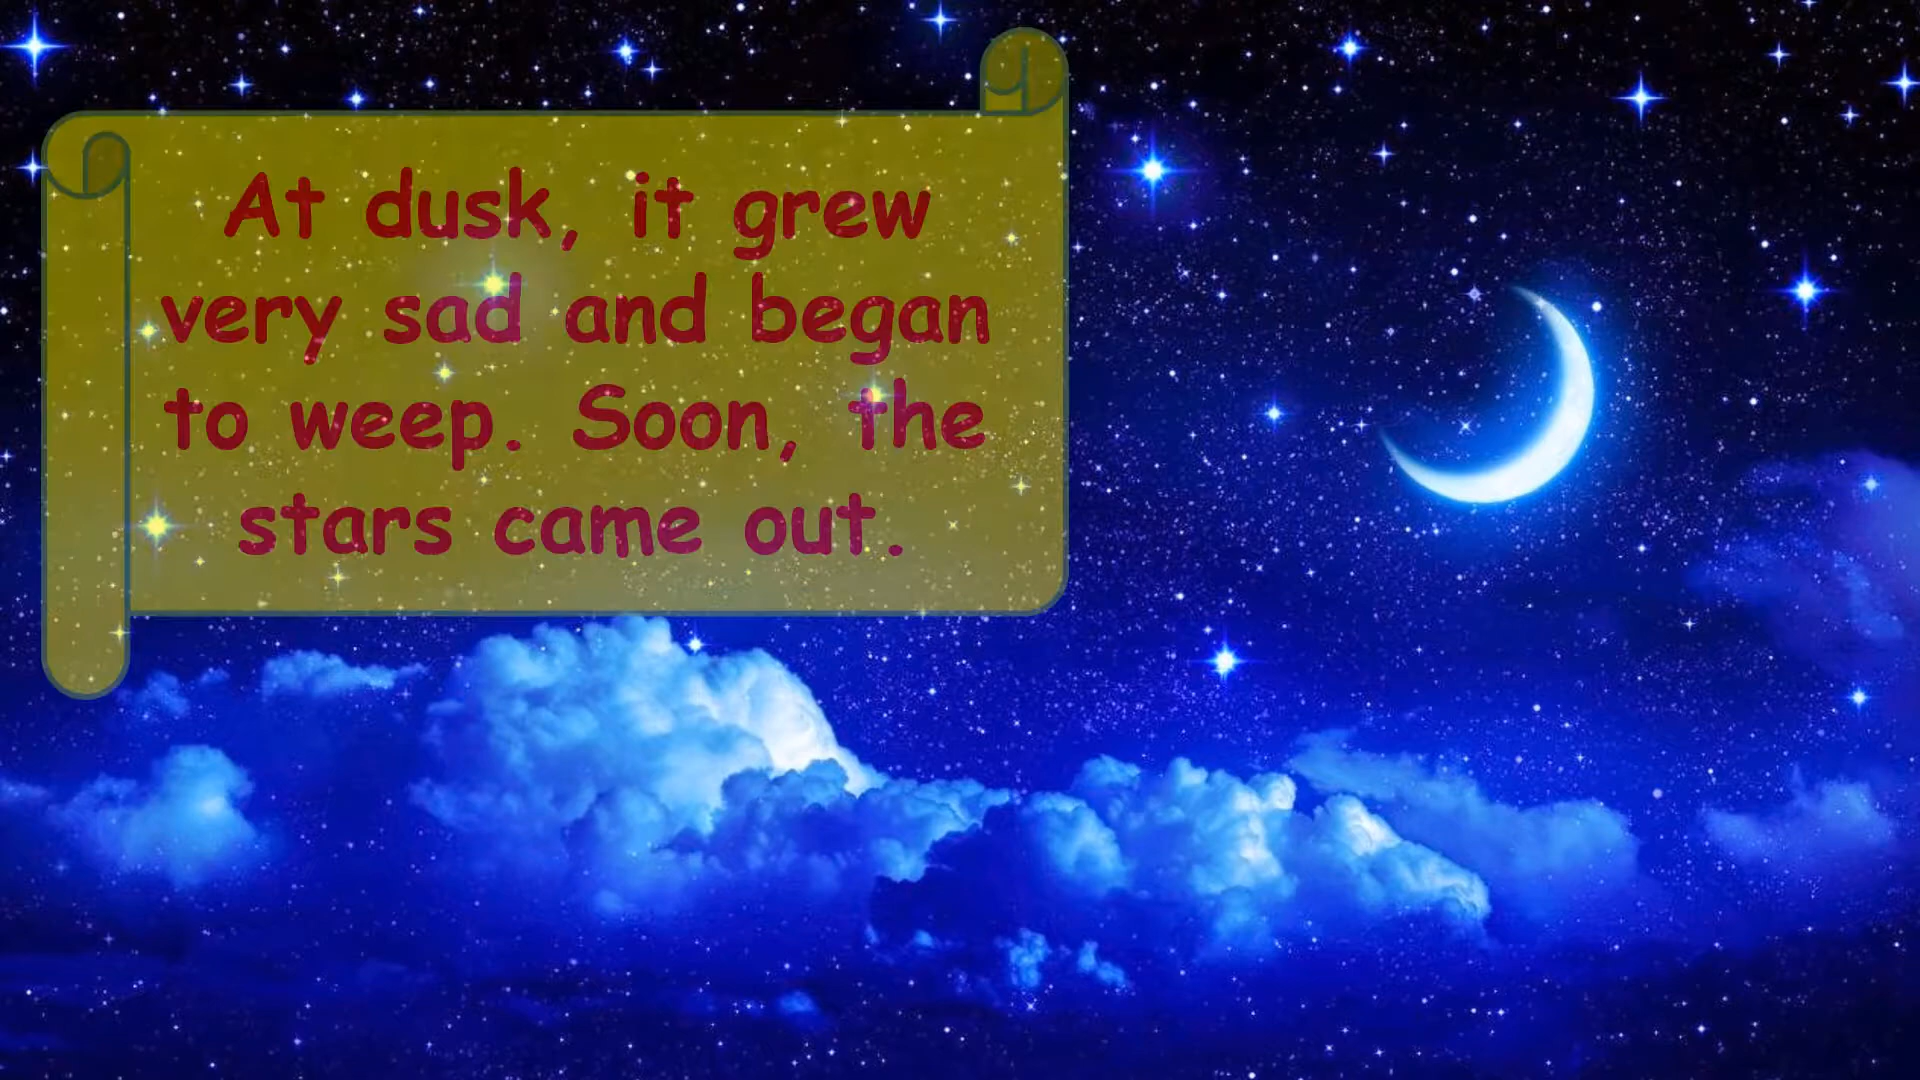 At dusk, it grew
very sad and began
to weep. Soon, the
stars came out.